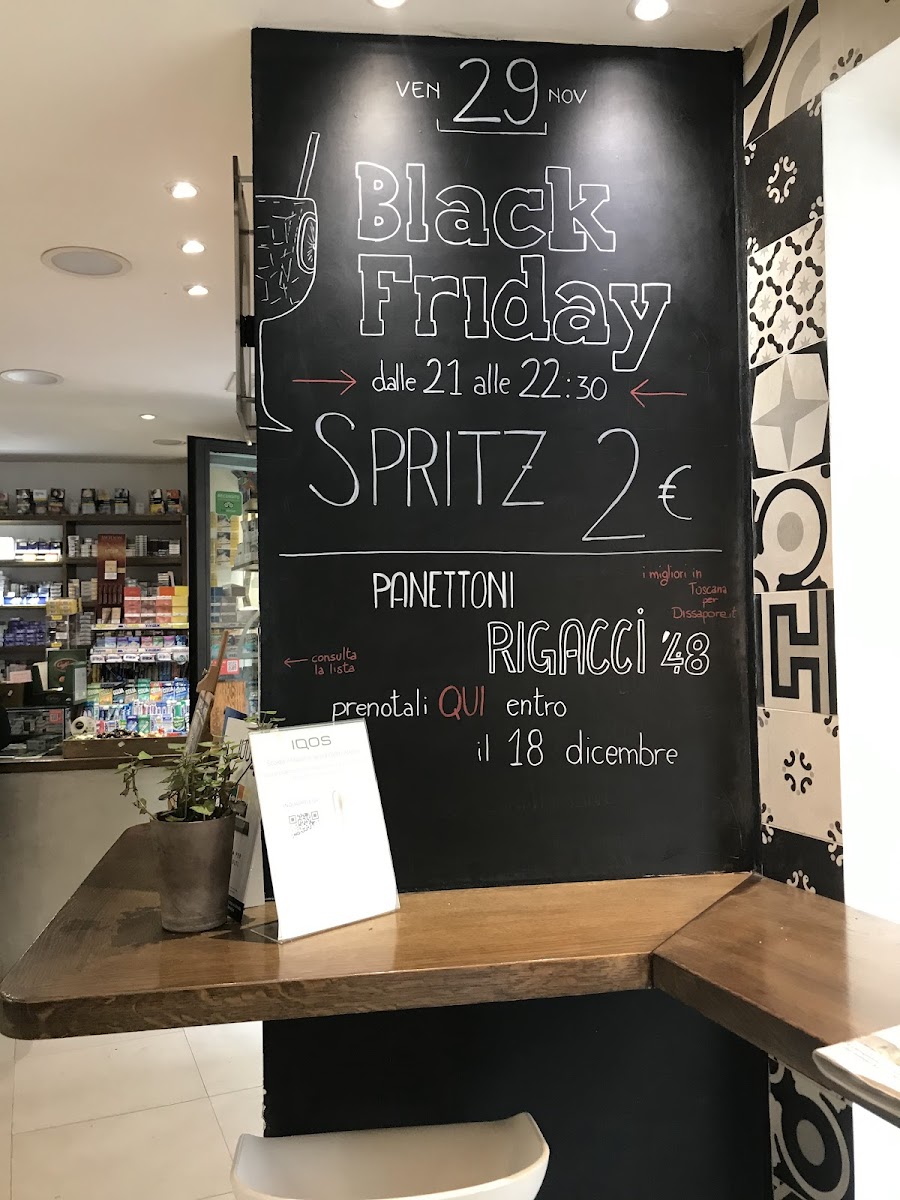 VEN 29 NOV
Black
Friday
dalle 21 alle 22:30
SPRITZ 2€
PANETTONI
i migliori in
Toscana
per
Dissapore.it
RIGACCI '48
consulta
la lista
prenotali QUI entro
il 18 dicembre
IQOS